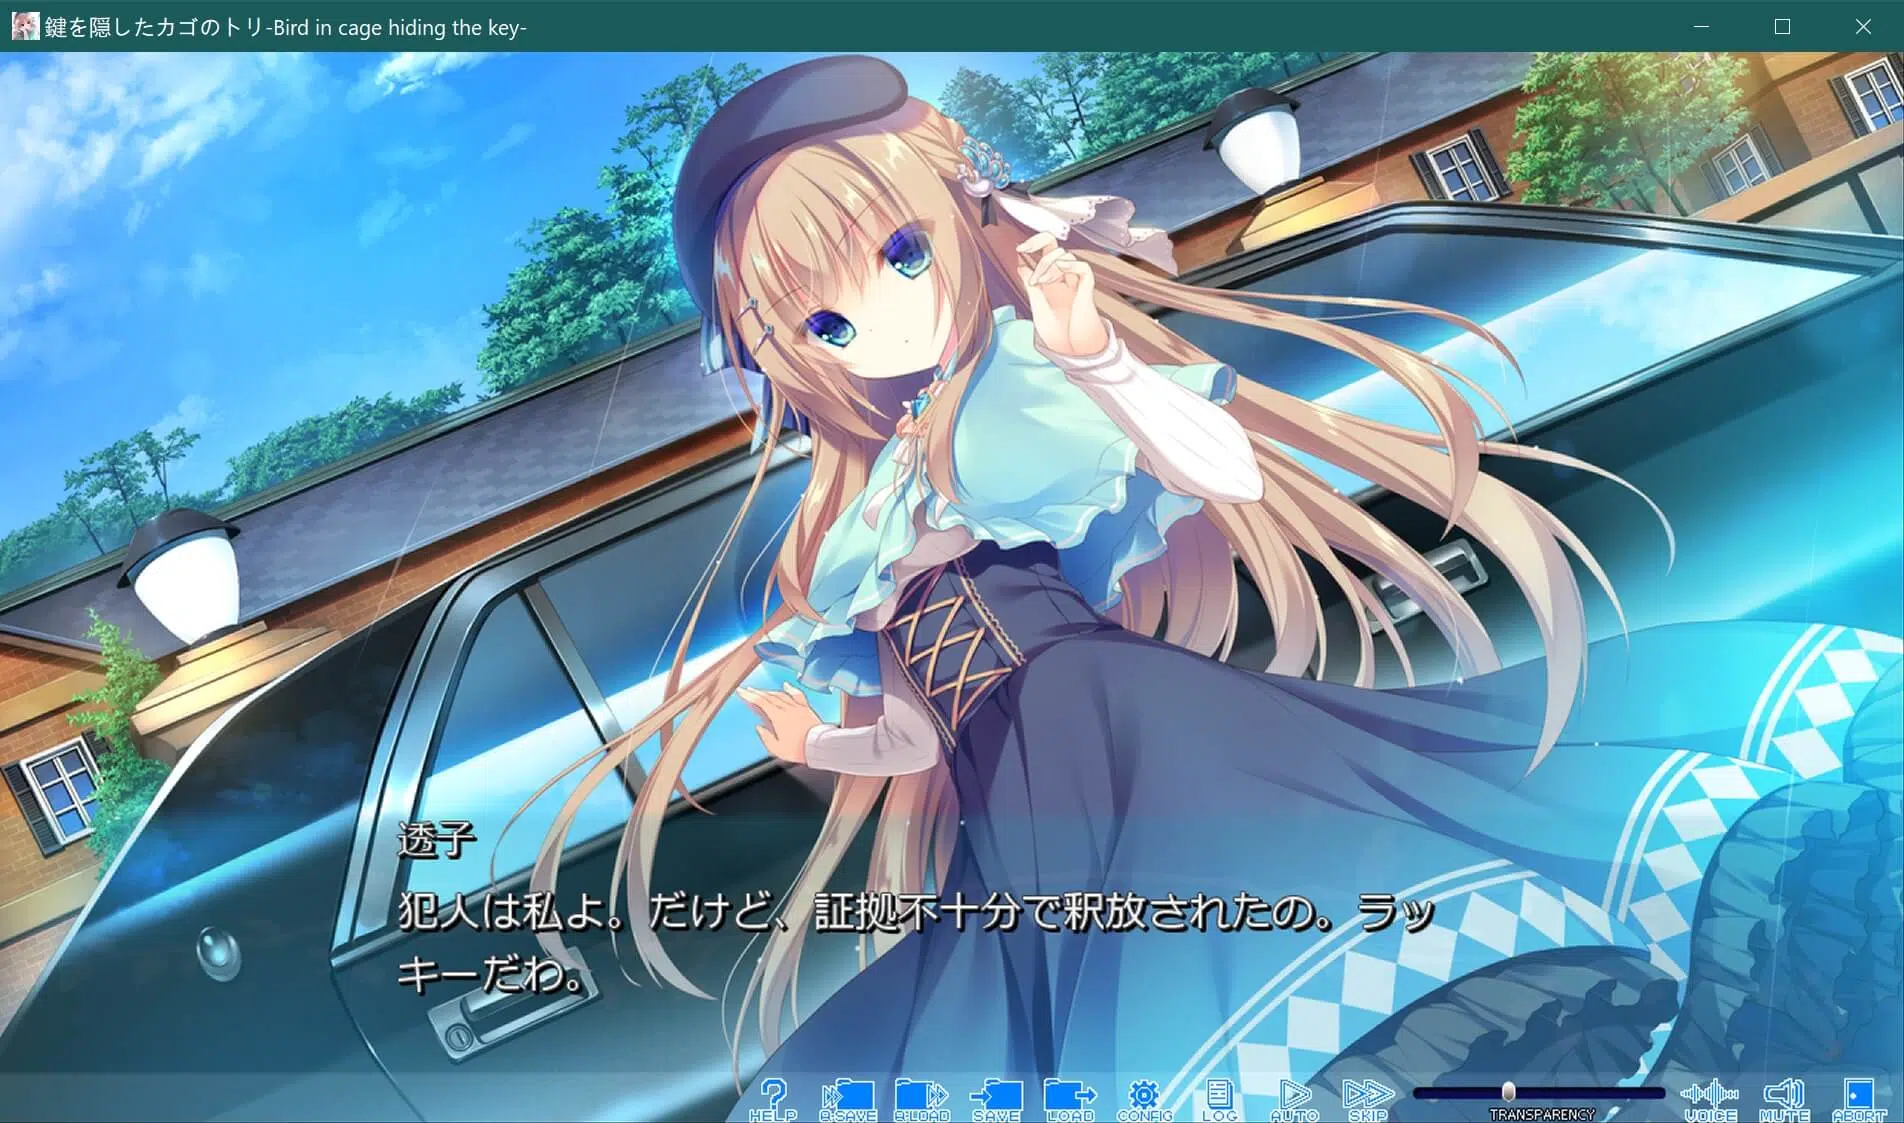 鍵を隠したカゴのトリ-Bird in cage hiding the key-
透子
犯人は私よ。だけど、証拠不十分で釈放されたの。ラッ
キーだわ。
HELP Q.SAVE Q.LOAD SAVE LOAD CONFIG LOG AUTO SKIP TRANSPARENCY VOICE MUTE ABORT